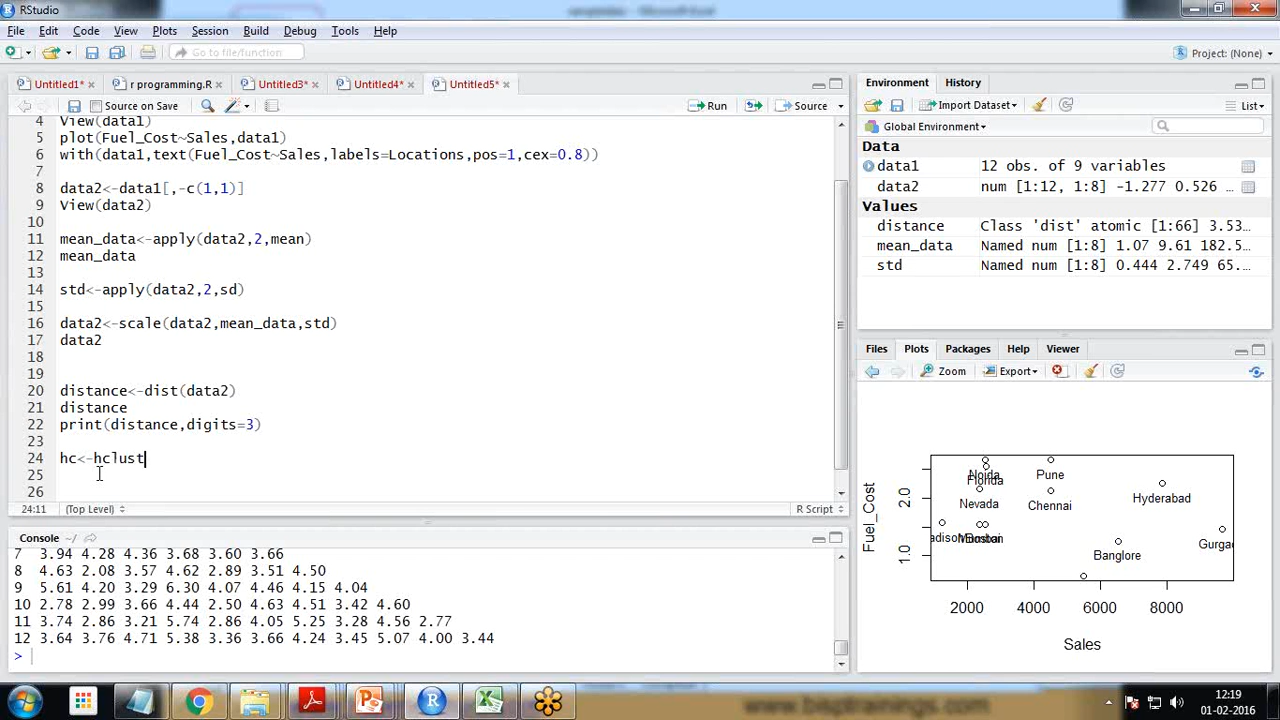 RStudio
File Edit Code View Plots Session Build Debug Tools Help
Go to file/function
Project: (None)
Untitled1* × r programming.R × Untitled3* × Untitled4* × Untitled5* ×
Source on Save Run Source
4 View(data1)
5 plot(Fuel_Cost~Sales,data1)
6 with(data1,text(Fuel_Cost~Sales,labels=Locations,pos=1,cex=0.8))
7
8 data2<-data1[,-c(1,1)]
9 View(data2)
10
11 mean_data<-apply(data2,2,mean)
12 mean_data
13
14 std<-apply(data2,2,sd)
15
16 data2<-scale(data2,mean_data,std)
17 data2
18
19
20 distance<-dist(data2)
21 distance
22 print(distance,digits=3)
23
24 hc<-hclust
25
26
24:11 (Top Level) R Script
Console ~/
7 3.94 4.28 4.36 3.68 3.60 3.66
8 4.63 2.08 3.57 4.62 2.89 3.51 4.50
9 5.61 4.20 3.29 6.30 4.07 4.46 4.15 4.04
10 2.78 2.99 3.66 4.44 2.50 4.63 4.51 3.42 4.60
11 3.74 2.86 3.21 5.74 2.86 4.05 5.25 3.28 4.56 2.77
12 3.64 3.76 4.71 5.38 3.36 3.66 4.24 3.45 5.07 4.00 3.44
>
Environment History
Import Dataset List
Global Environment
Data
data1 12 obs. of 9 variables
data2 num [1:12, 1:8] -1.277 0.526 …
Values
distance Class 'dist' atomic [1:66] 3.53…
mean_data Named num [1:8] 1.07 9.61 182.5…
std Named num [1:8] 0.444 2.749 65.…
Files Plots Packages Help Viewer
Zoom Export
Fuel_Cost
1.0 2.0
Noida
Florida
Pune
Nevada
Chennai
Hyderabad
Banglore
Gurga
2000 4000 6000 8000
Sales
12:19
01-02-2016
www.bisptrainings.com